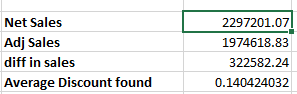 Net Sales 2297201.07
Adj Sales 1974618.83
diff in sales 322582.24
Average Discount found 0.140424032